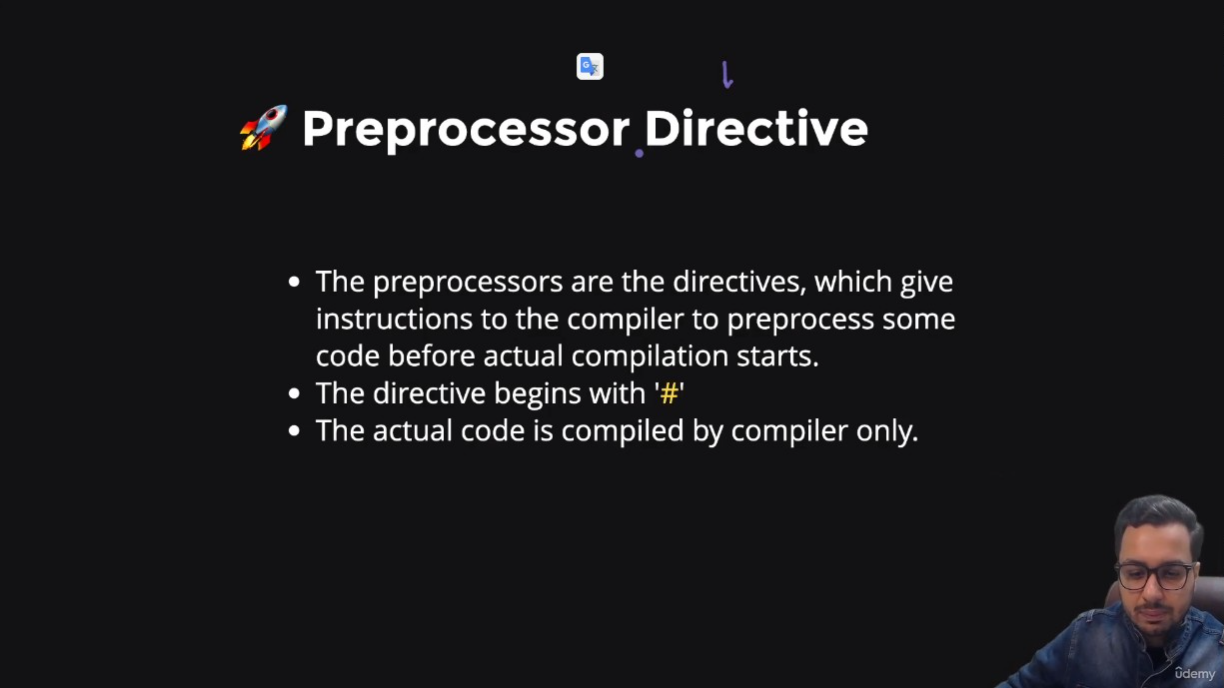 🚀 Preprocessor Directive
• The preprocessors are the directives, which give
instructions to the compiler to preprocess some
code before actual compilation starts.
• The directive begins with '#'
• The actual code is compiled by compiler only.
ûdemy